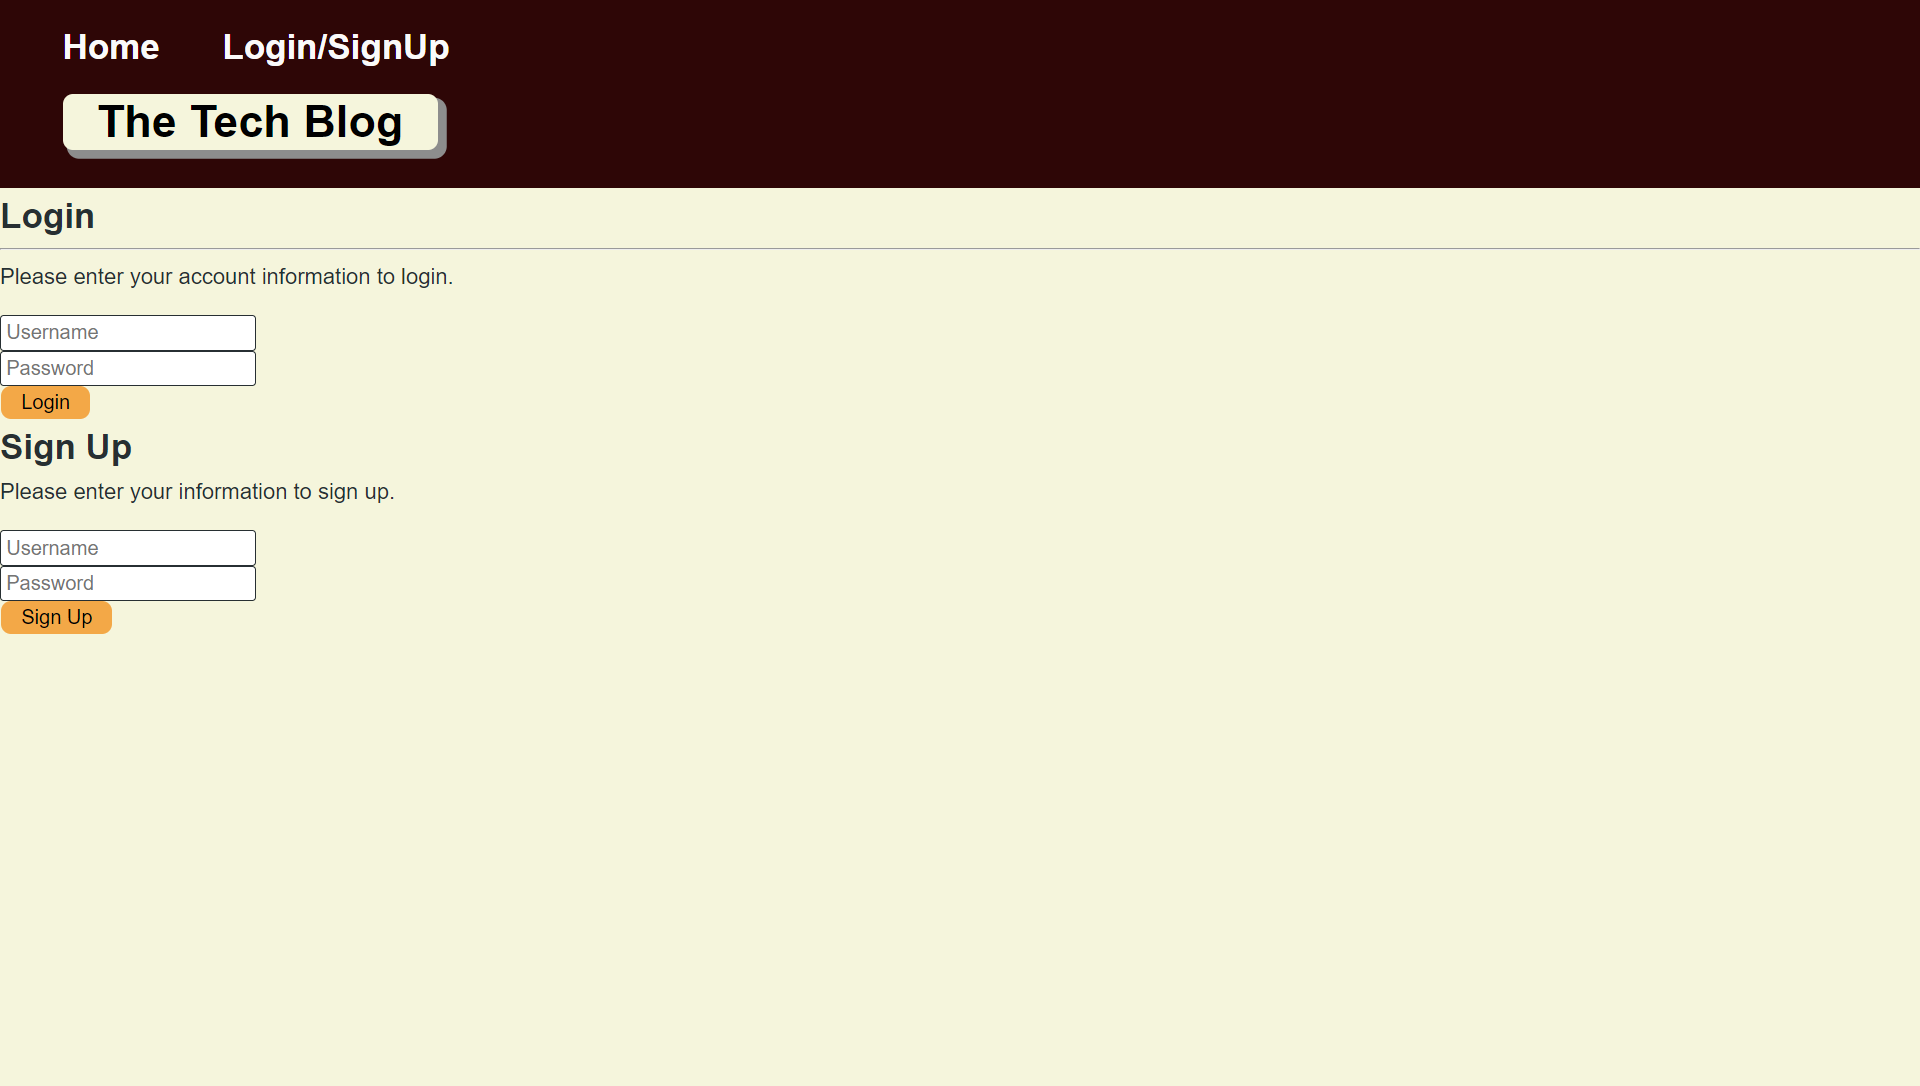 Home Login/SignUp
The Tech Blog
Login
Please enter your account information to login.
Username
Password
Login
Sign Up
Please enter your information to sign up.
Username
Password
Sign Up